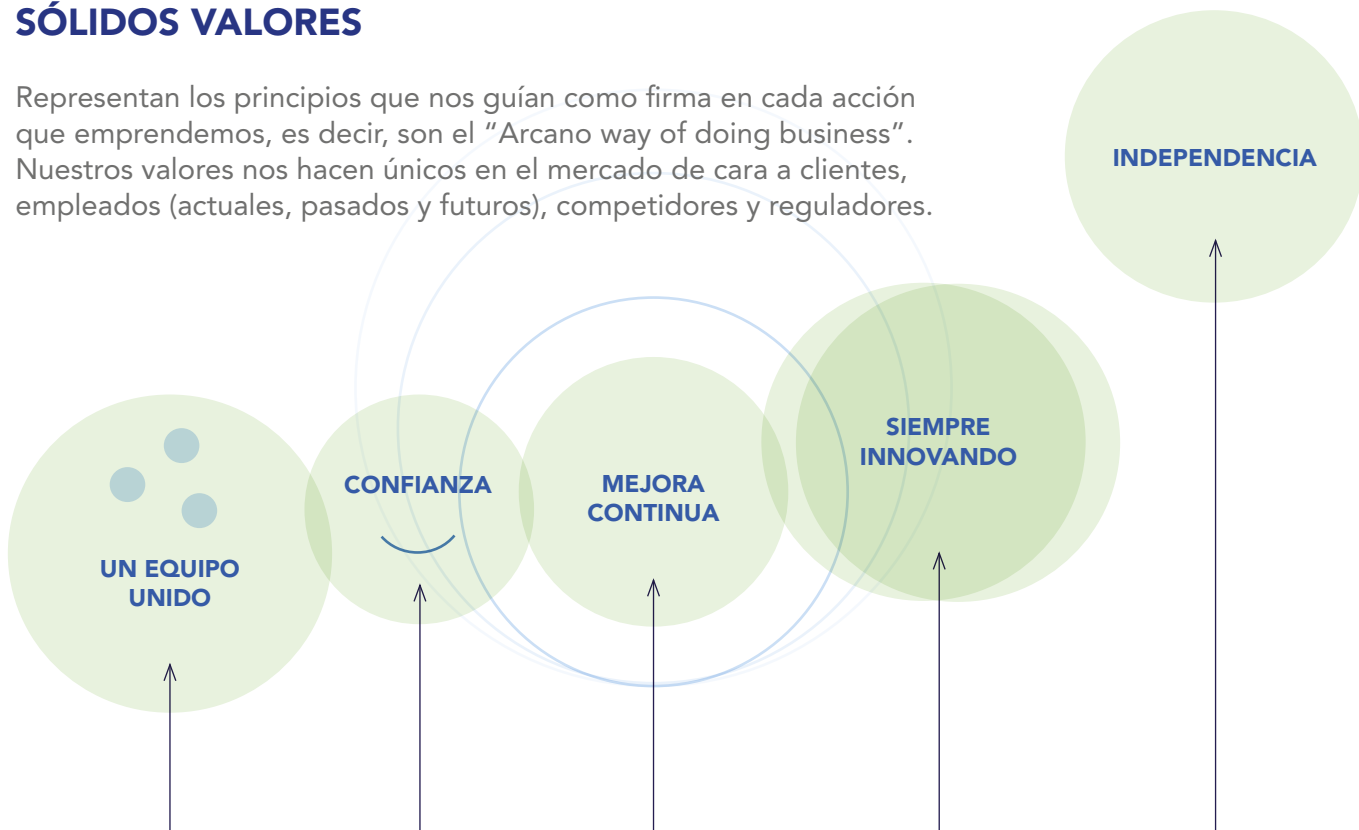 SÓLIDOS VALORES
Representan los principios que nos guían como firma en cada acción
que emprendemos, es decir, son el “Arcano way of doing business”.
Nuestros valores nos hacen únicos en el mercado de cara a clientes,
empleados (actuales, pasados y futuros), competidores y reguladores.
UN EQUIPO
UNIDO
CONFIANZA
MEJORA
CONTINUA
SIEMPRE
INNOVANDO
INDEPENDENCIA